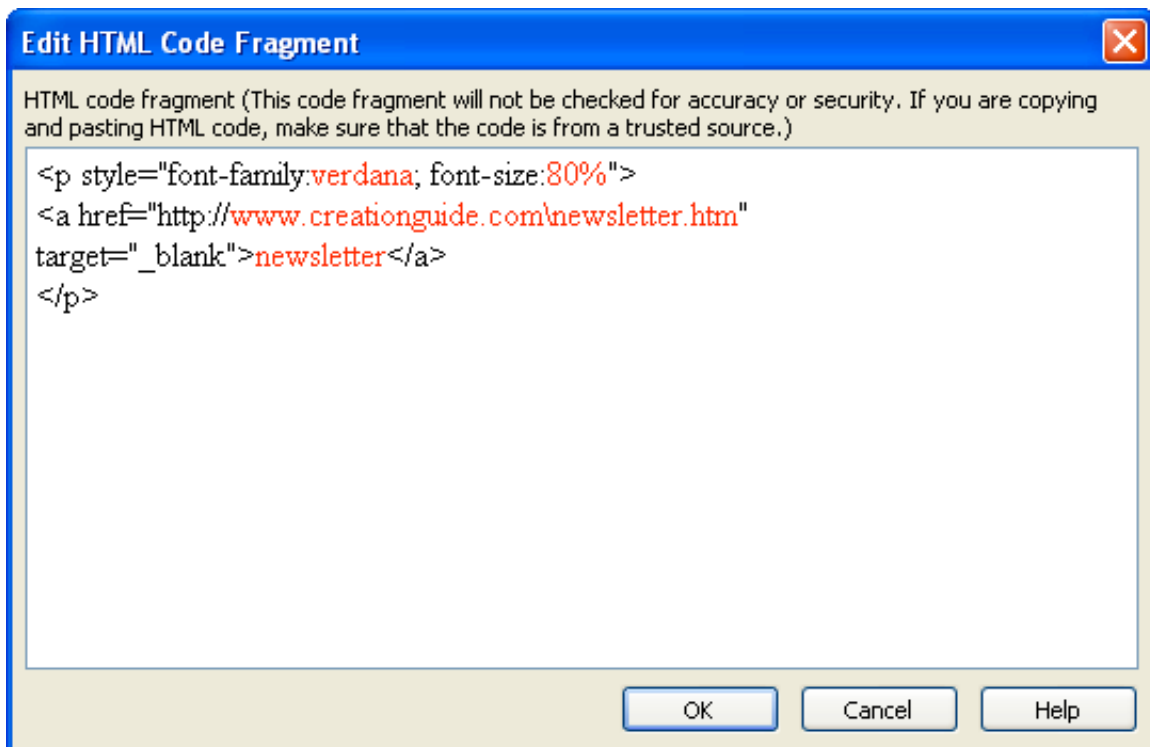 Edit HTML Code Fragment
HTML code fragment (This code fragment will not be checked for accuracy or security. If you are copying
and pasting HTML code, make sure that the code is from a trusted source.)
<p style="font-family:verdana; font-size:80%">
<a href="http://www.creationguide.com\newsletter.htm"
target="_blank">newsletter</a>
</p>
OK Cancel Help